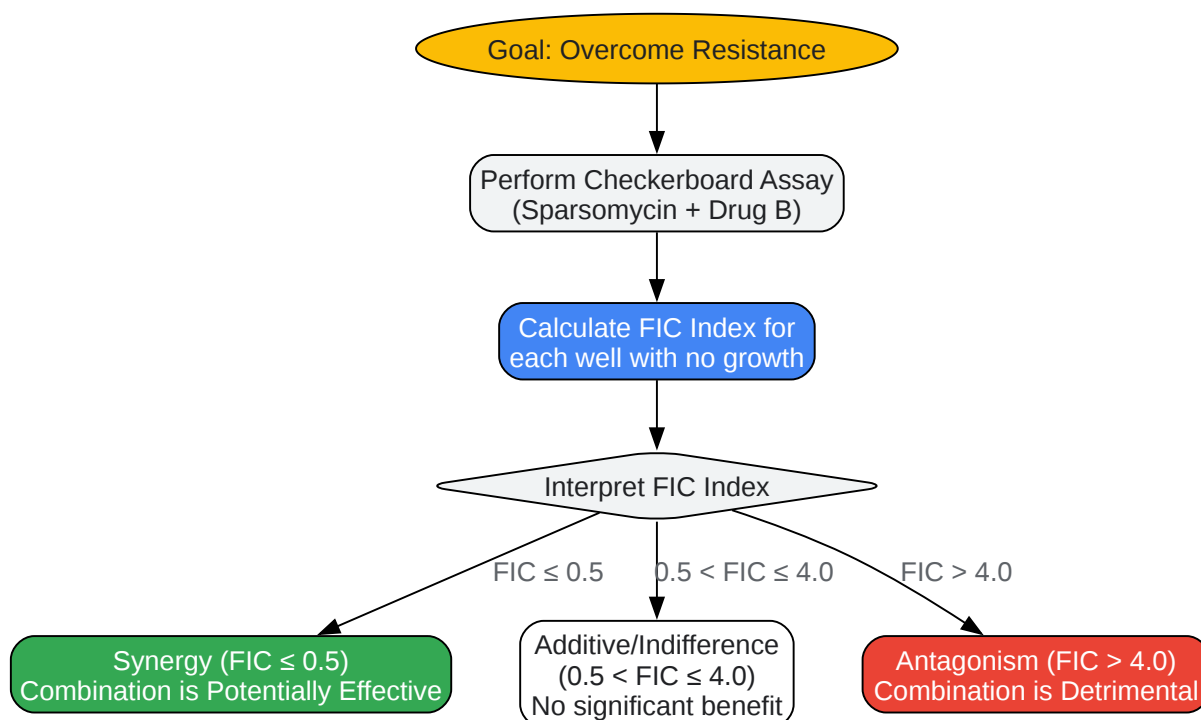 Goal: Overcome Resistance
Perform Checkerboard Assay
(Sparsomycin + Drug B)
Calculate FIC Index for
each well with no growth
Interpret FIC Index
FIC ≤ 0.5
0.5 < FIC ≤ 4.0
FIC > 4.0
Synergy (FIC ≤ 0.5)
Combination is Potentially Effective
Additive/Indifference
(0.5 < FIC ≤ 4.0)
No significant benefit
Antagonism (FIC > 4.0)
Combination is Detrimental